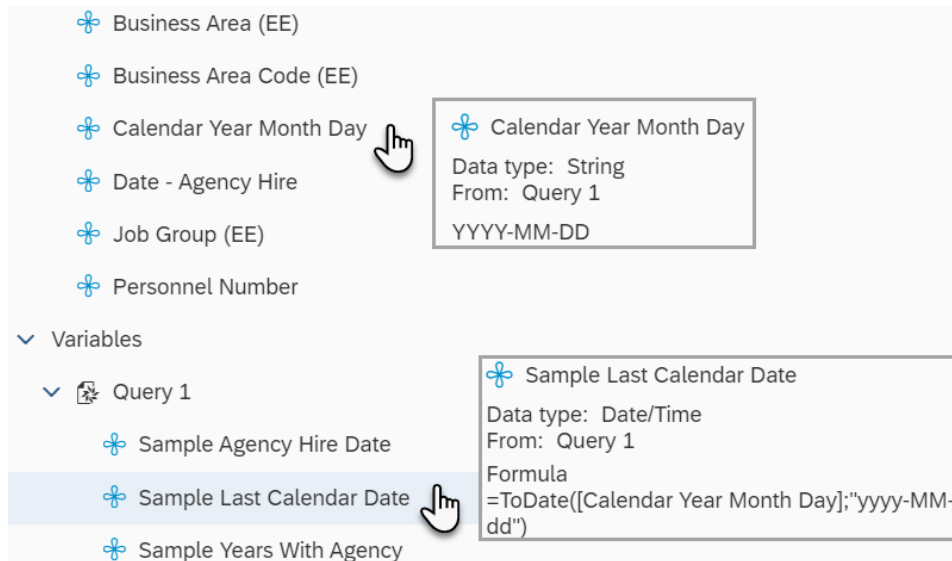 Business Area (EE)
Business Area Code (EE)
Calendar Year Month Day
Calendar Year Month Day
Data type: String
From: Query 1
YYYY-MM-DD
Date - Agency Hire
Job Group (EE)
Personnel Number
Variables
Query 1
Sample Last Calendar Date
Data type: Date/Time
From: Query 1
Formula
=ToDate([Calendar Year Month Day];"yyyy-MM-
dd")
Sample Agency Hire Date
Sample Last Calendar Date
Sample Years With Agency